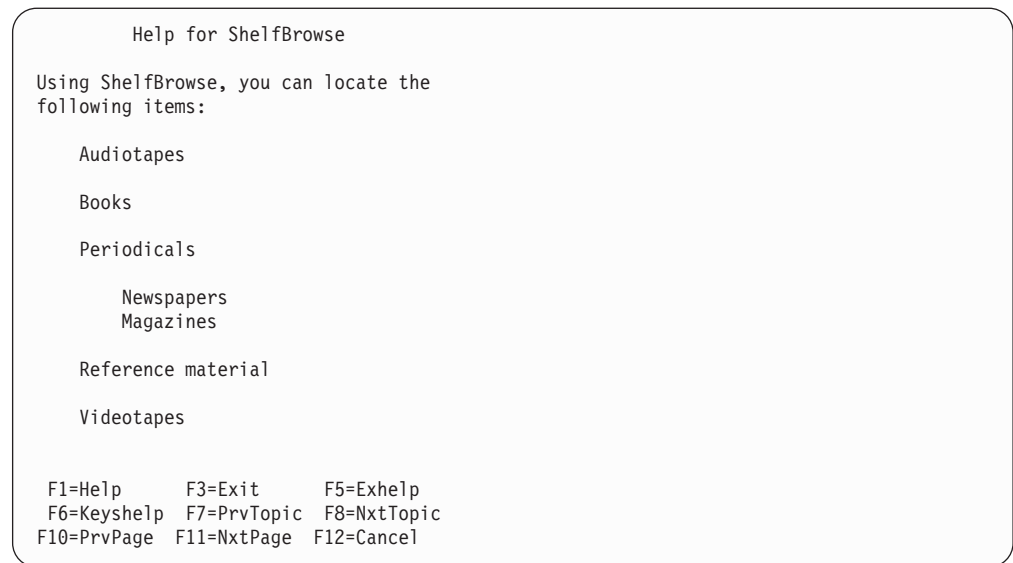 Help for ShelfBrowse
Using ShelfBrowse, you can locate the
following items:
Audiotapes
Books
Periodicals
Newspapers
Magazines
Reference material
Videotapes
F1=Help F3=Exit F5=Exhelp
F6=Keyshelp F7=PrvTopic F8=NxtTopic
F10=PrvPage F11=NxtPage F12=Cancel